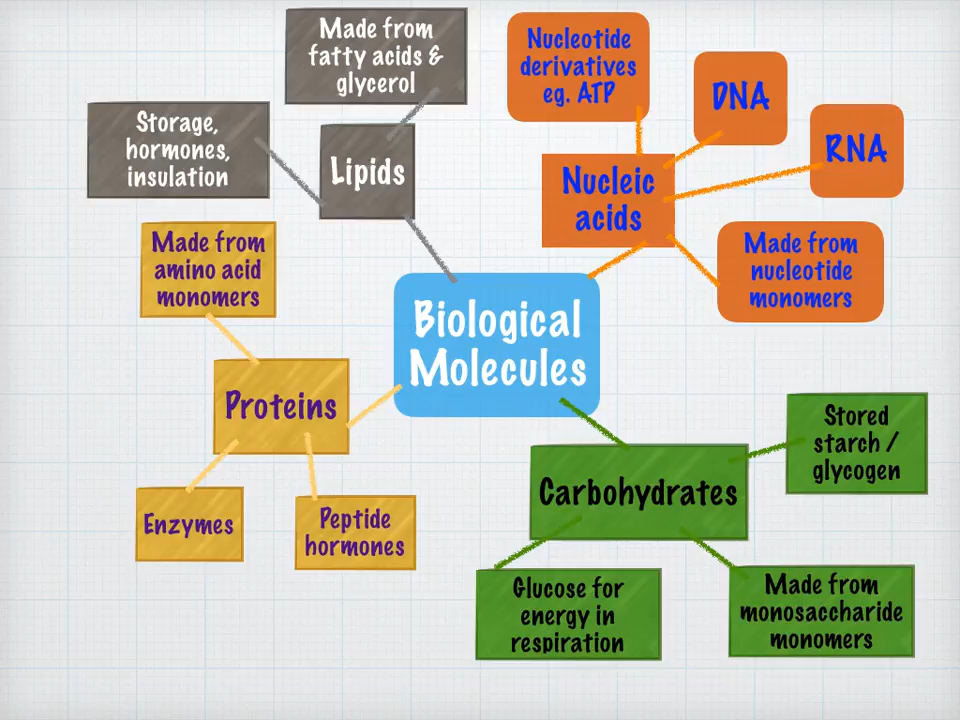 Made from
fatty acids &
glycerol
Storage,
hormones,
insulation
Lipids
Nucleotide
derivatives
eg. ATP
DNA
RNA
Nucleic
acids
Made from
nucleotide
monomers
Made from
amino acid
monomers
Biological
Molecules
Proteins
Enzymes
Peptide
hormones
Stored
starch /
glycogen
Carbohydrates
Glucose for
energy in
respiration
Made from
monosaccharide
monomers